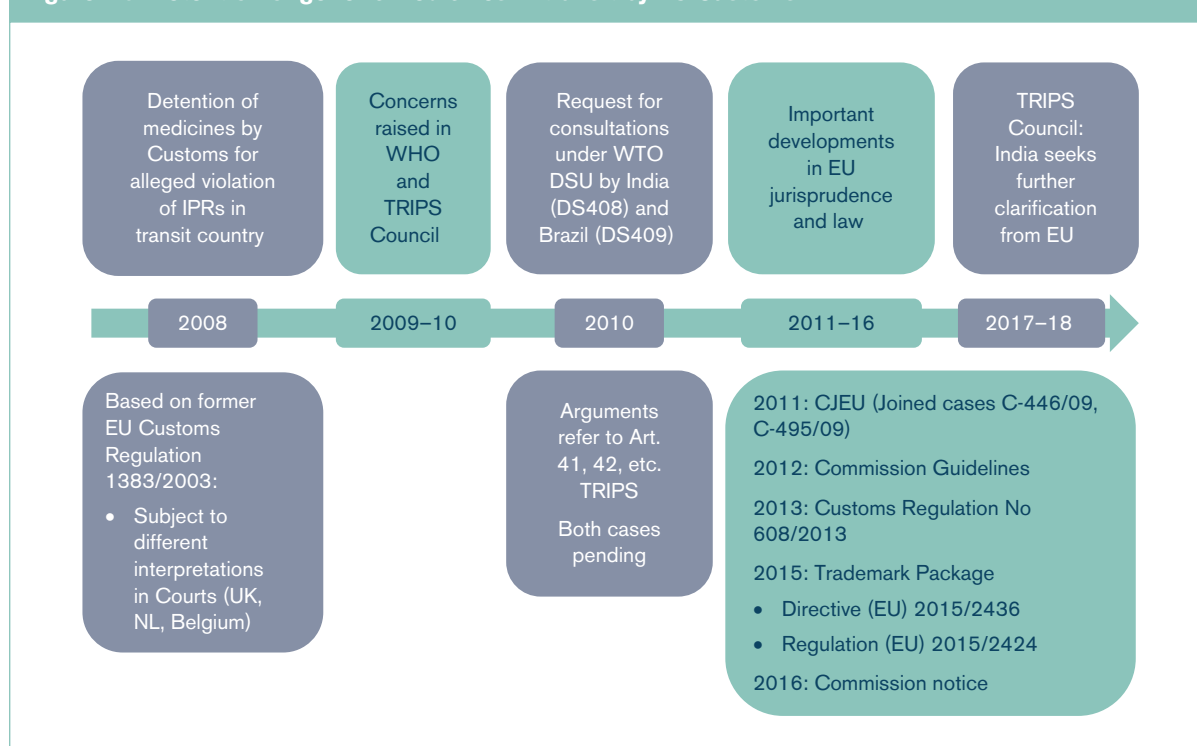 Detention of
medicines by
Customs for
alleged violation
of IPRs in
transit country
Concerns
raised in
WHO
and
TRIPS
Council
Request for
consultations
under WTO
DSU by India
(DS408) and
Brazil (DS409)
Important
developments
in EU
jurisprudence
and law
TRIPS
Council:
India seeks
further
clarification
from EU
2008
2009–10
2010
2011–16
2017–18
Based on former
EU Customs
Regulation
1383/2003:
• Subject to
different
interpretations
in Courts (UK,
NL, Belgium)
Arguments
refer to Art.
41, 42, etc.
TRIPS
Both cases
pending
2011: CJEU (Joined cases C-446/09,
C-495/09)
2012: Commission Guidelines
2013: Customs Regulation No
608/2013
2015: Trademark Package
• Directive (EU) 2015/2436
• Regulation (EU) 2015/2424
2016: Commission notice